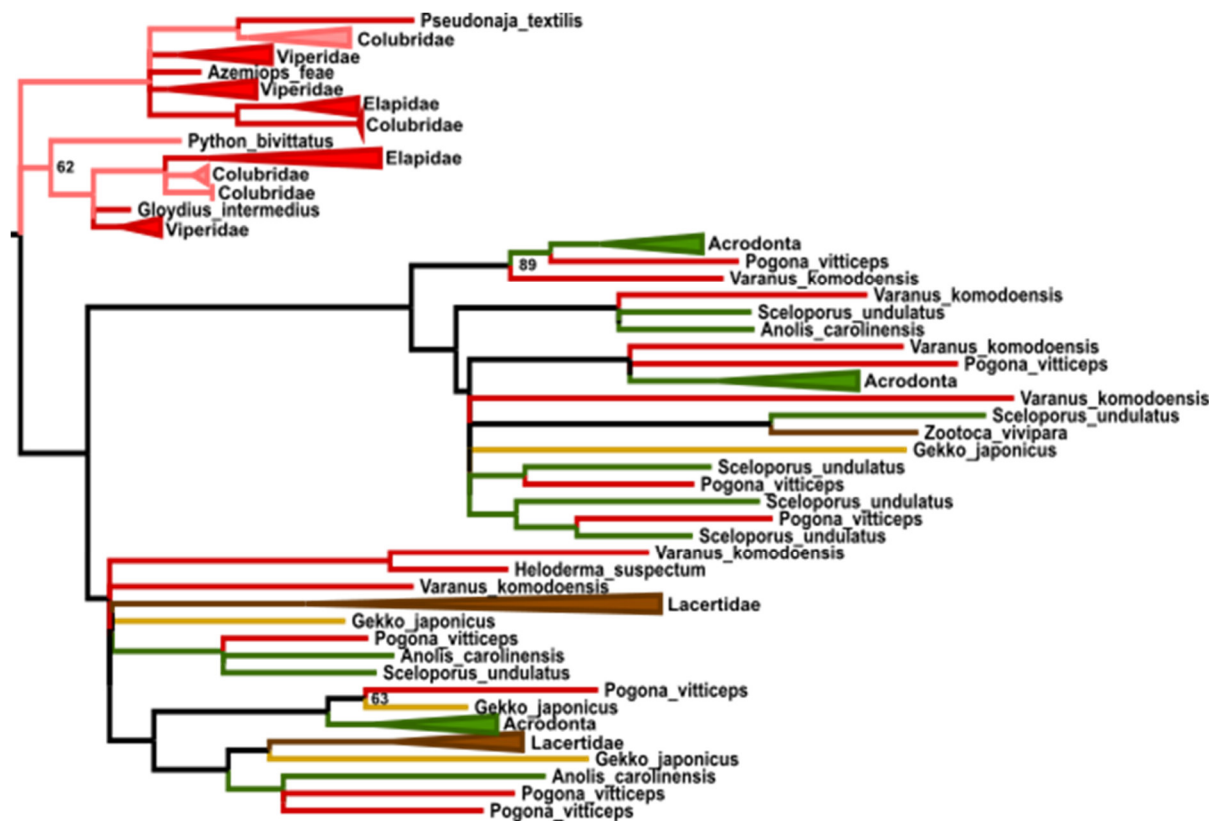 Pseudonaja_textilis
Colubridae
Viperidae
Azemiops_feae
Viperidae
Elapidae
Colubridae
Python_bivittatus
62
Elapidae
Colubridae
Colubridae
Gloydius_intermedius
Viperidae
Acrodonta
89
Pogona_vitticeps
Varanus_komodoensis
Varanus_komodoensis
Sceloporus_undulatus
Anolis_carolinensis
Varanus_komodoensis
Pogona_vitticeps
Acrodonta
Varanus_komodoensis
Sceloporus_undulatus
Zootoca_vivipara
Gekko_japonicus
Sceloporus_undulatus
Pogona_vitticeps
Sceloporus_undulatus
Pogona_vitticeps
Sceloporus_undulatus
Varanus_komodoensis
Heloderma_suspectum
Varanus_komodoensis
Lacertidae
Gekko_japonicus
Pogona_vitticeps
Anolis_carolinensis
Sceloporus_undulatus
Pogona_vitticeps
63
Gekko_japonicus
Acrodonta
Lacertidae
Gekko_japonicus
Anolis_carolinensis
Pogona_vitticeps
Pogona_vitticeps